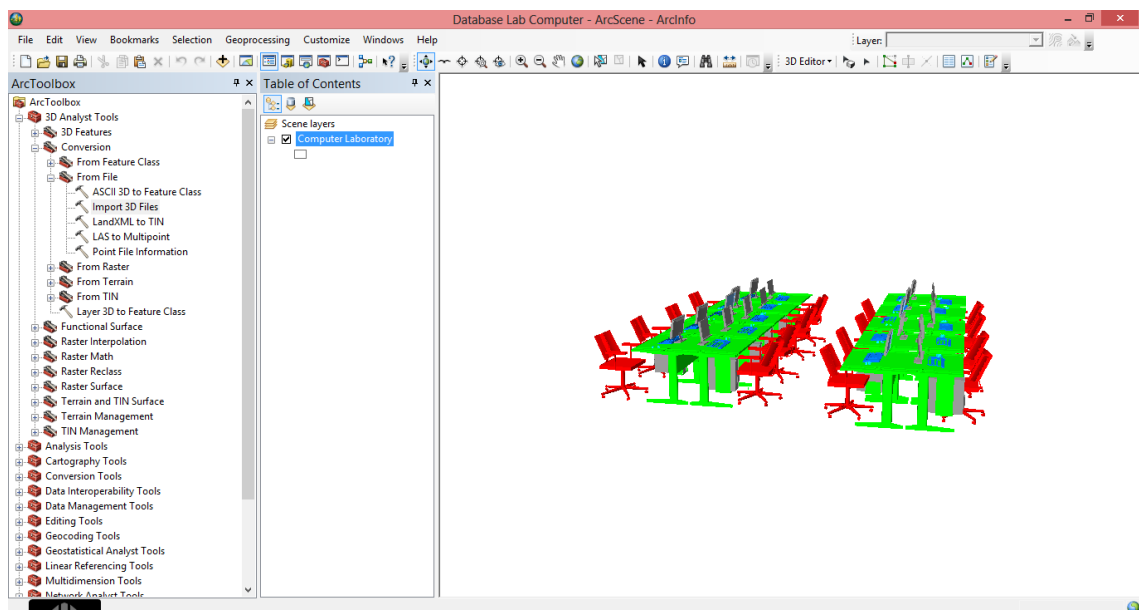 Database Lab Computer - ArcScene - ArcInfo
File Edit View Bookmarks Selection Geoprocessing Customize Windows Help
Layer:
3D Editor
ArcToolbox
ArcToolbox
3D Analyst Tools
3D Features
Conversion
From Feature Class
From File
ASCII 3D to Feature Class
Import 3D Files
LandXML to TIN
LAS to Multipoint
Point File Information
From Raster
From Terrain
From TIN
Layer 3D to Feature Class
Functional Surface
Raster Interpolation
Raster Math
Raster Reclass
Raster Surface
Terrain and TIN Surface
Terrain Management
TIN Management
Analysis Tools
Cartography Tools
Conversion Tools
Data Interoperability Tools
Data Management Tools
Editing Tools
Geocoding Tools
Geostatistical Analyst Tools
Linear Referencing Tools
Multidimension Tools
Network Analyst Tools
Table of Contents
Scene layers
Computer Laboratory